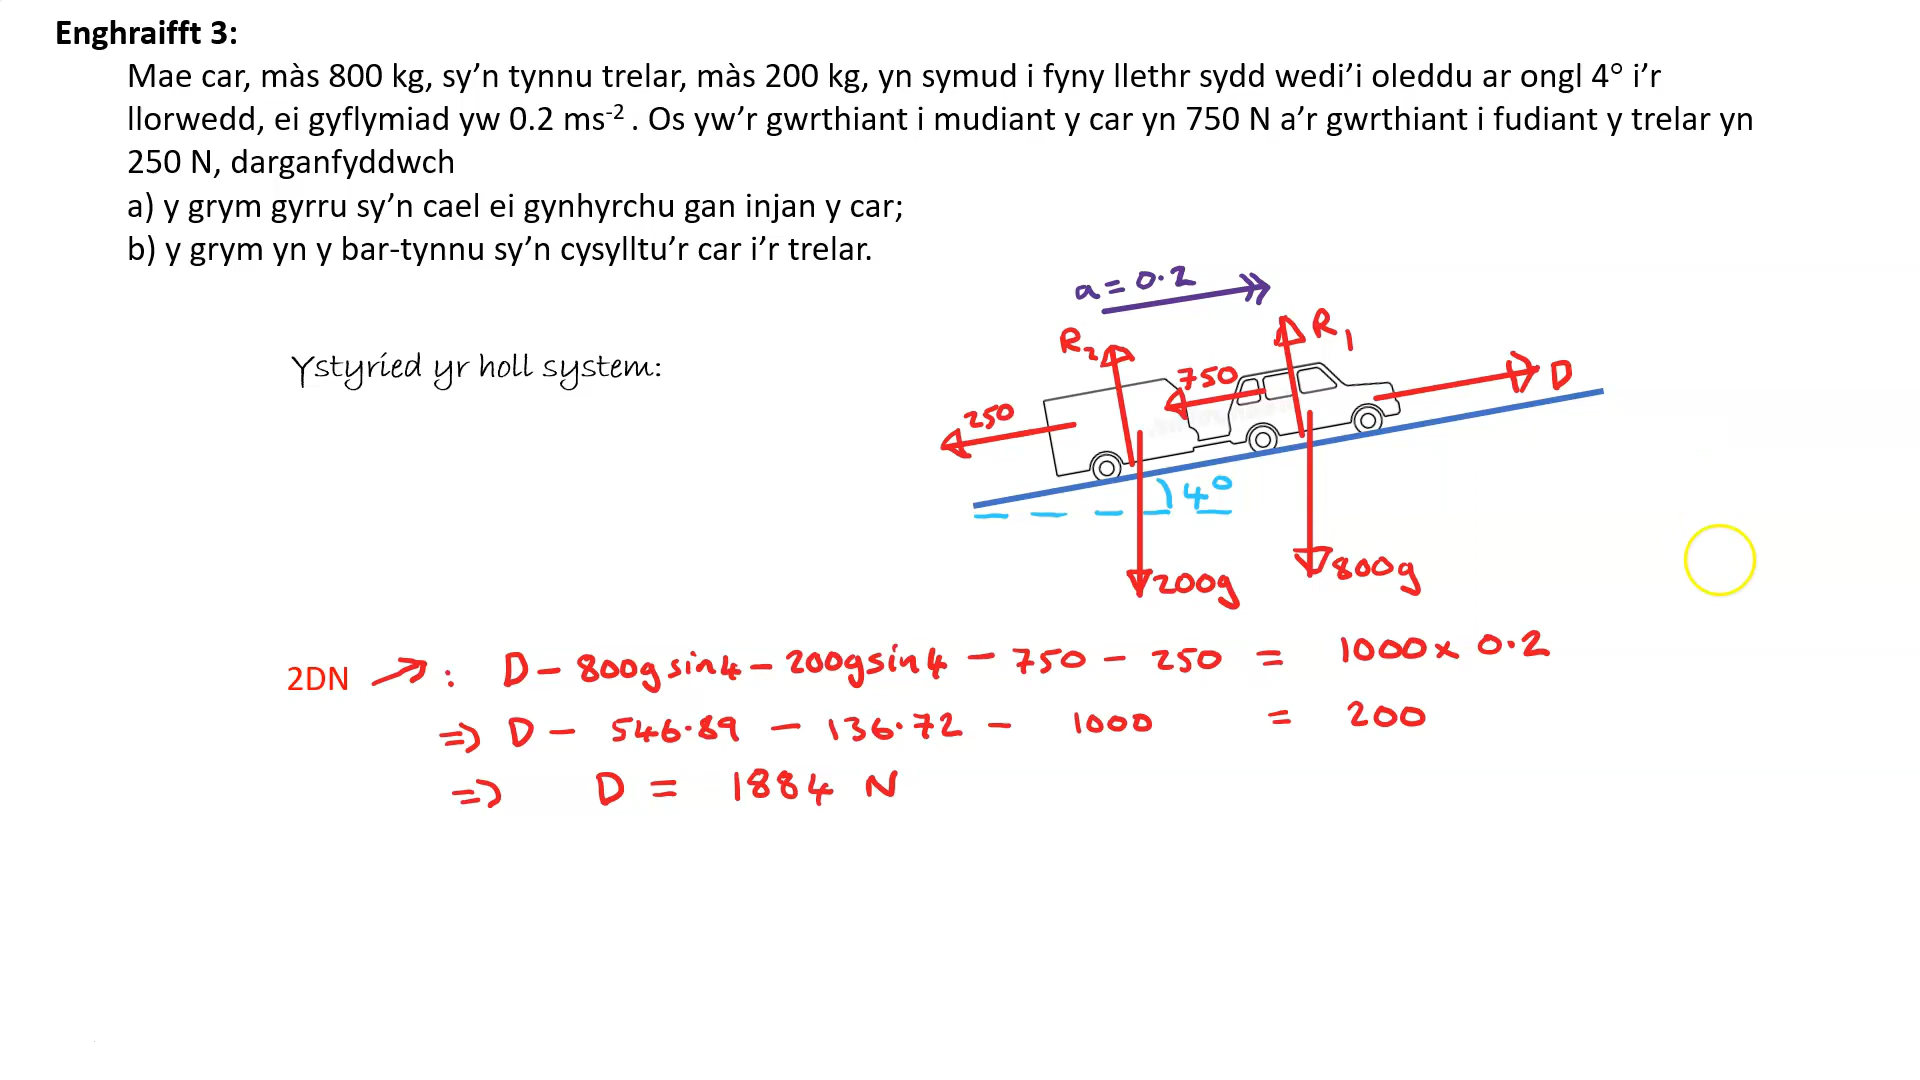 Enghraifft 3:
Mae car, màs 800 kg, sy’n tynnu trelar, màs 200 kg, yn symud i fyny llethr sydd wedi’i oleddu ar ongl 4° i’r
llorwedd, ei gyflymiad yw 0.2 ms⁻². Os yw’r gwrthiant i mudiant y car yn 750 N a’r gwrthiant i fudiant y trelar yn
250 N, darganfyddwch
a) y grym gyrru sy’n cael ei gynhyrchu gan injan y car;
b) y grym yn y bar-tynnu sy’n cysylltu’r car i’r trelar.
a = 0.2
R₂
R₁
Ystyried yr holl system:
750
D
250
4°
200g
800g
2DN ↗ : D − 800g sin4 − 200g sin4 − 750 − 250 = 1000 × 0.2
⇒ D − 546.89 − 136.72 − 1000 = 200
⇒ D = 1884 N